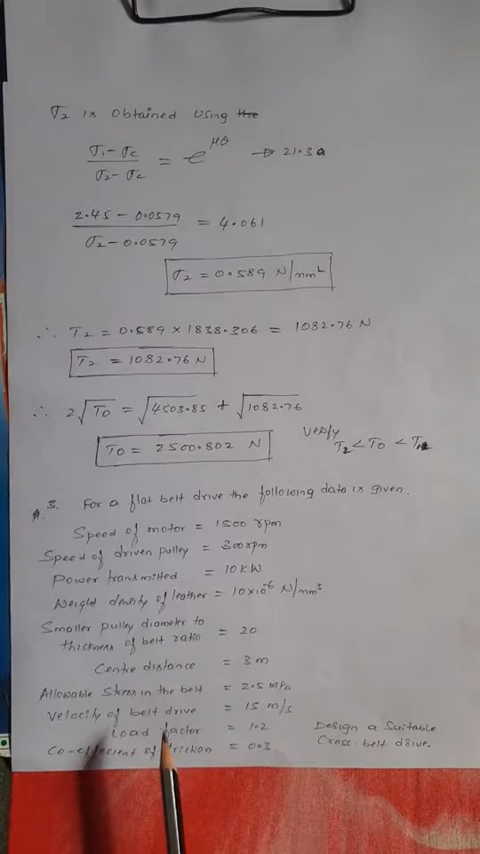 σ2 is obtained using the
(σ1 - σc)/(σ2 - σc) = e^μθ → 21.3a
(2.45 - 0.0579)/(σ2 - 0.0579) = 4.061
σ2 = 0.589 N/mm²
∴ T2 = 0.589 × 1838.306 = 1082.76 N
T2 = 1082.76 N
∴ 2√T0 = √4503.85 + √1082.76
T0 = 2500.802 N
Verify
T2 < T0 < T1
3. For a flat belt drive the following data is given.
Speed of motor = 1500 rpm
Speed of driven pulley = 300 rpm
Power transmitted = 10 KW
Weight density of leather = 10×10⁻⁶ N/mm³
Smaller pulley diameter to
thickness of belt ratio = 20
Centre distance = 3 m
Allowable stress in the belt = 2.5 MPa
Velocity of belt drive = 15 m/s
Load factor = 1.2
Co-efficient of friction = 0.3
Design a Suitable
Cross-belt drive.